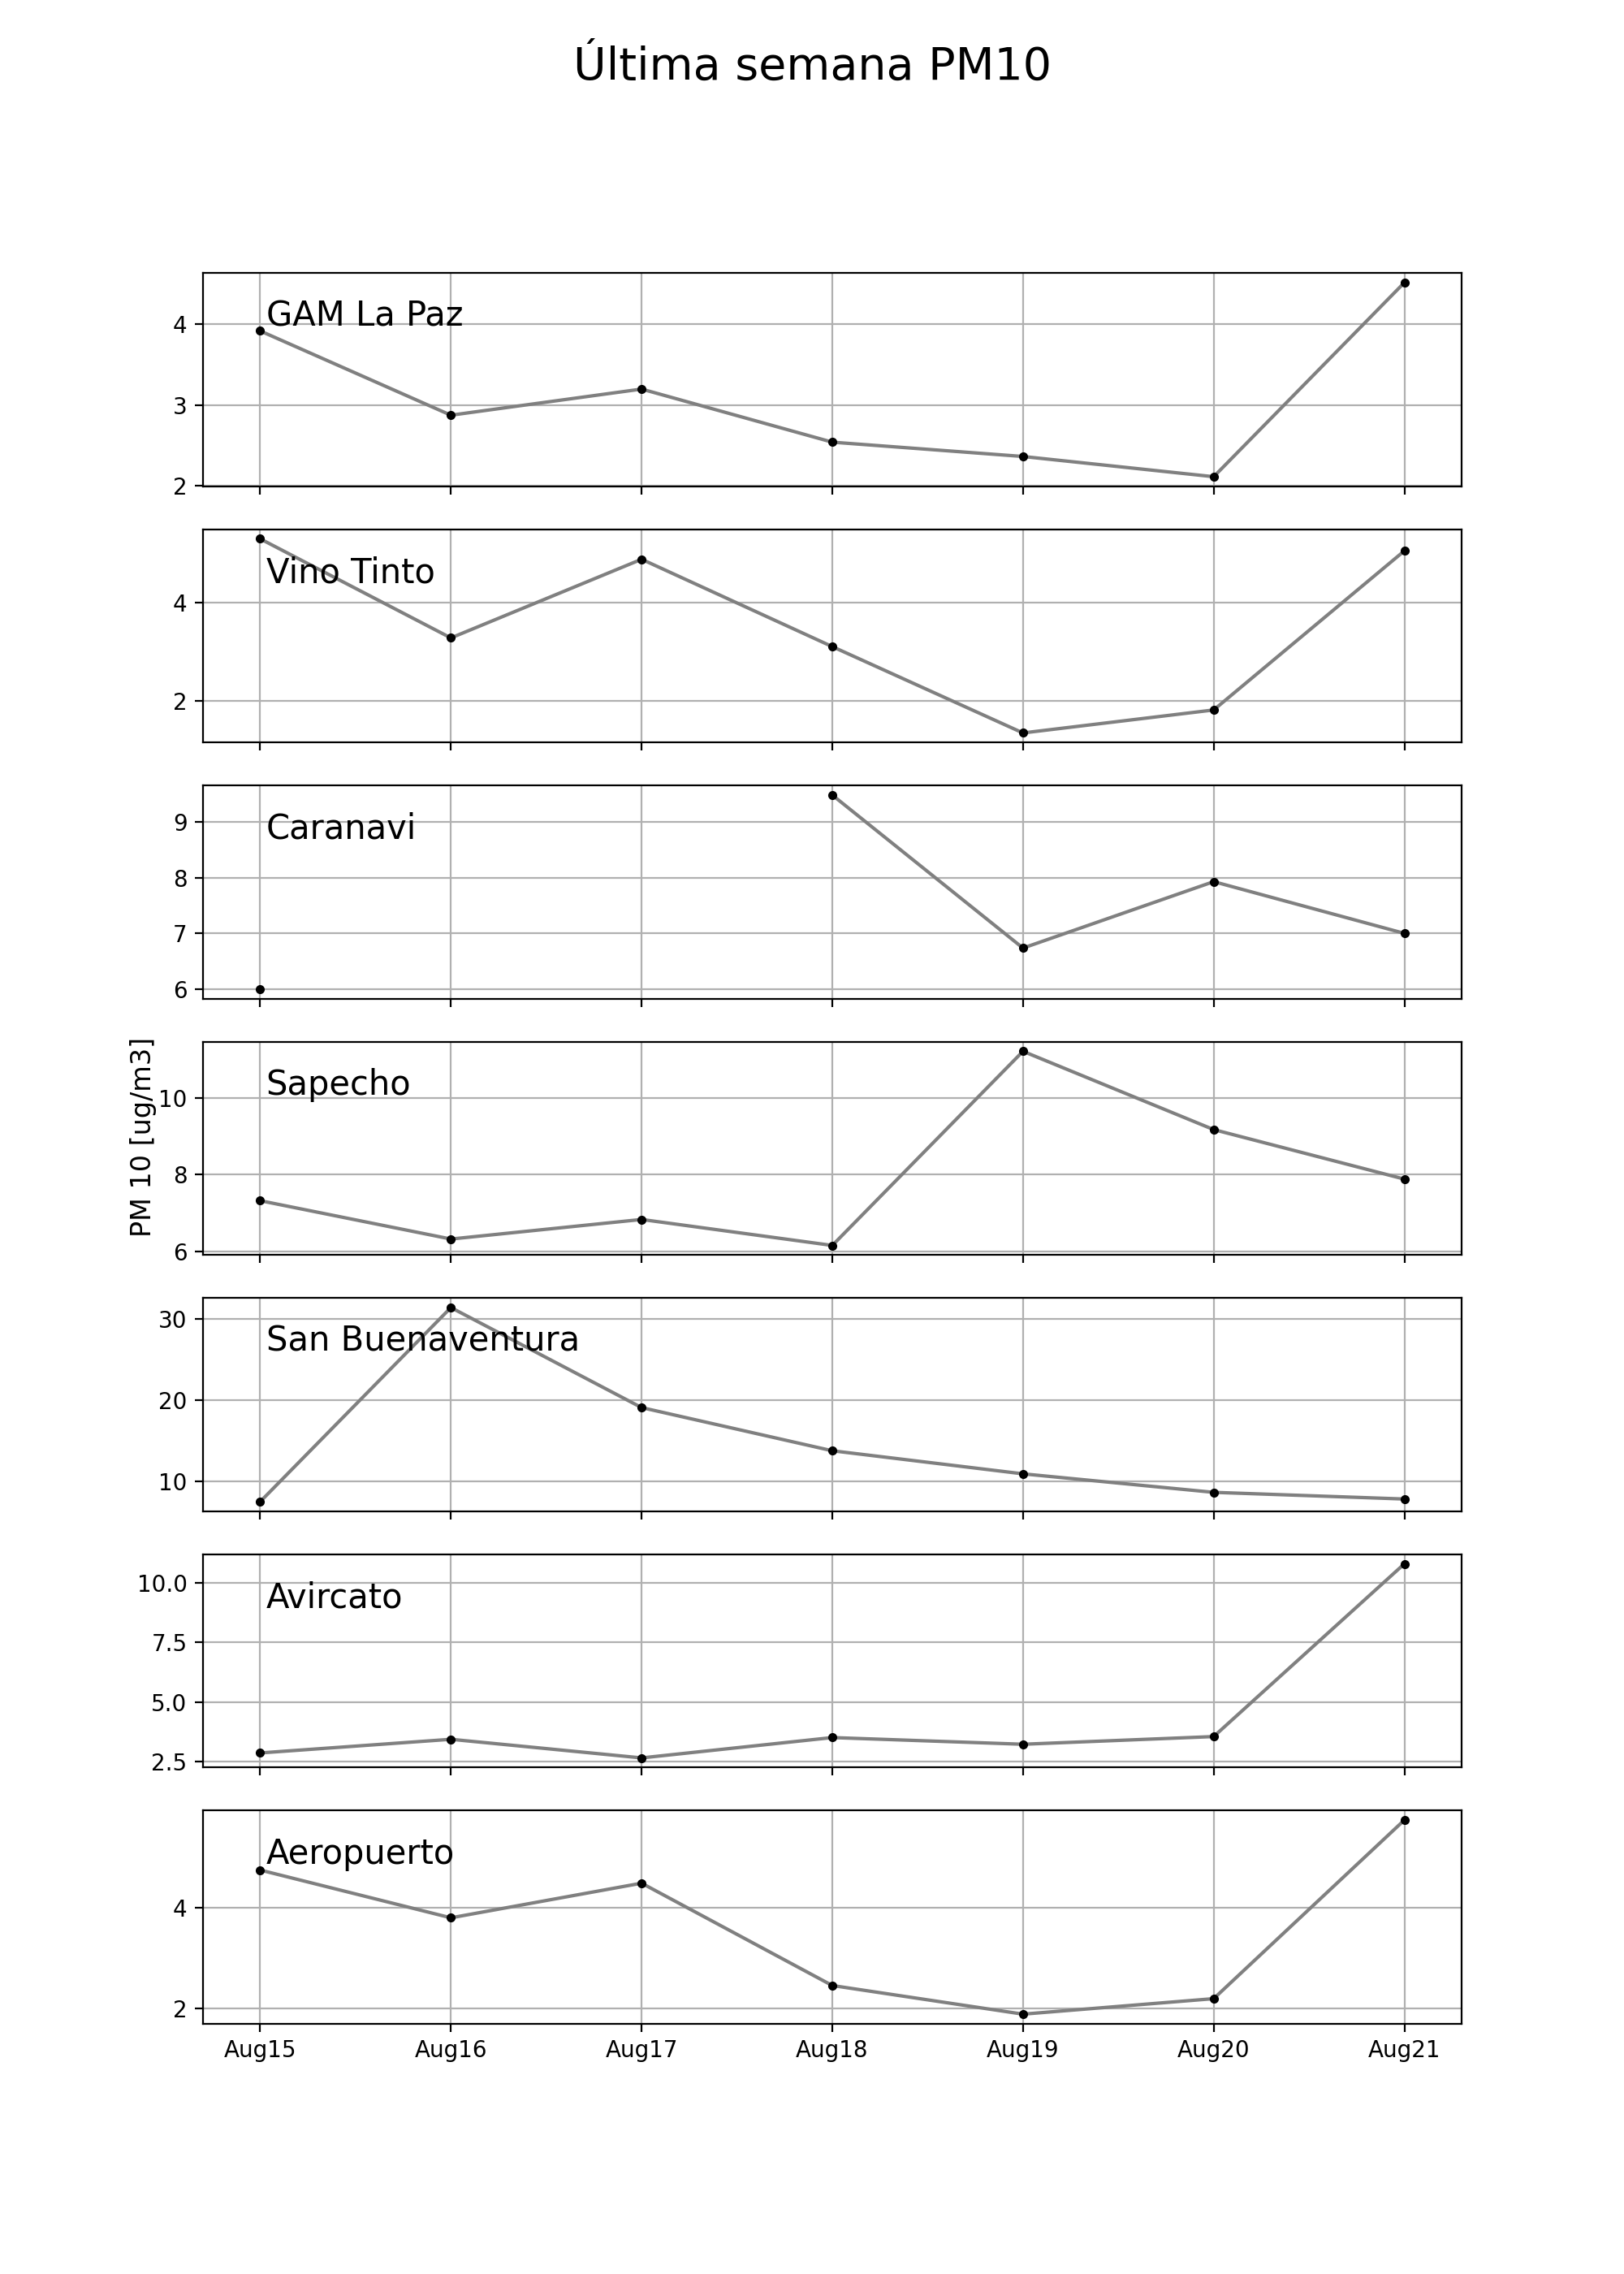 Última semana PM10
GAM La Paz
4
3
2
Vino Tinto
4
2
Caranavi
9
8
7
6
PM 10 [ug/m3]
Sapecho
10
8
6
San Buenaventura
30
20
10
Avircato
10.0
7.5
5.0
2.5
Aeropuerto
4
2
Aug15 Aug16 Aug17 Aug18 Aug19 Aug20 Aug21